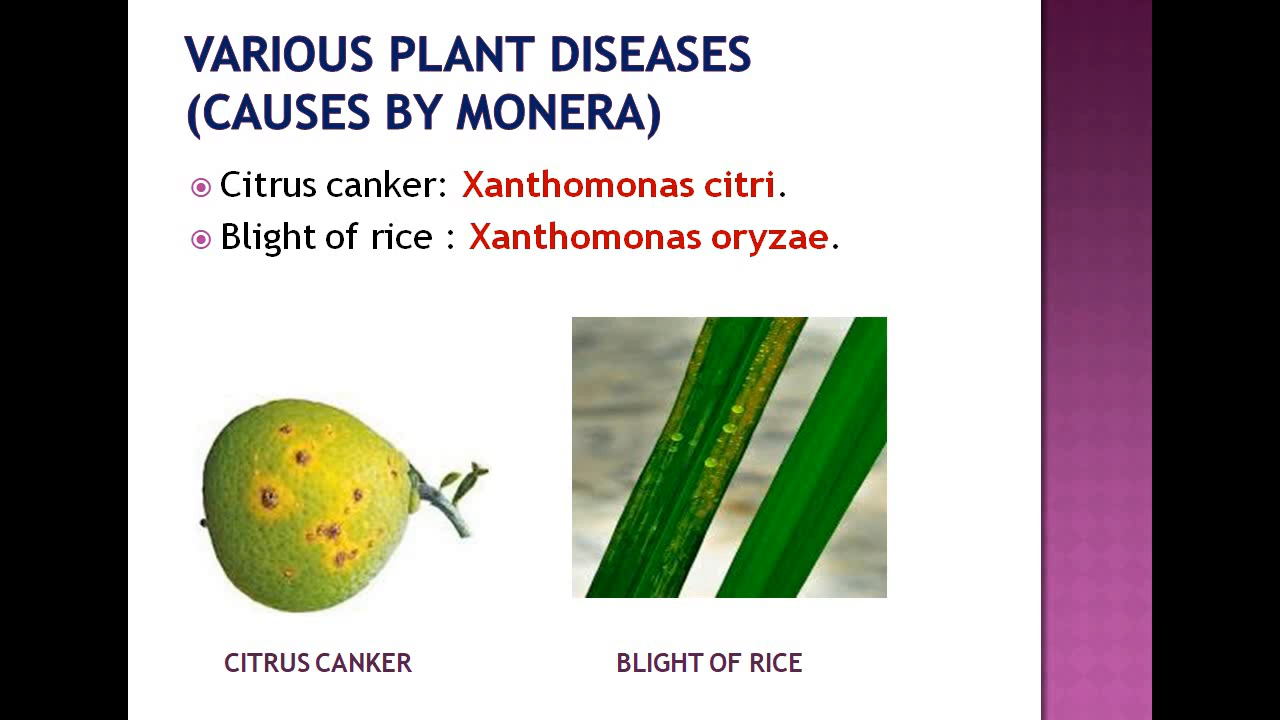 VARIOUS PLANT DISEASES
(CAUSES BY MONERA)
Citrus canker: Xanthomonas citri.
Blight of rice : Xanthomonas oryzae.
CITRUS CANKER
BLIGHT OF RICE